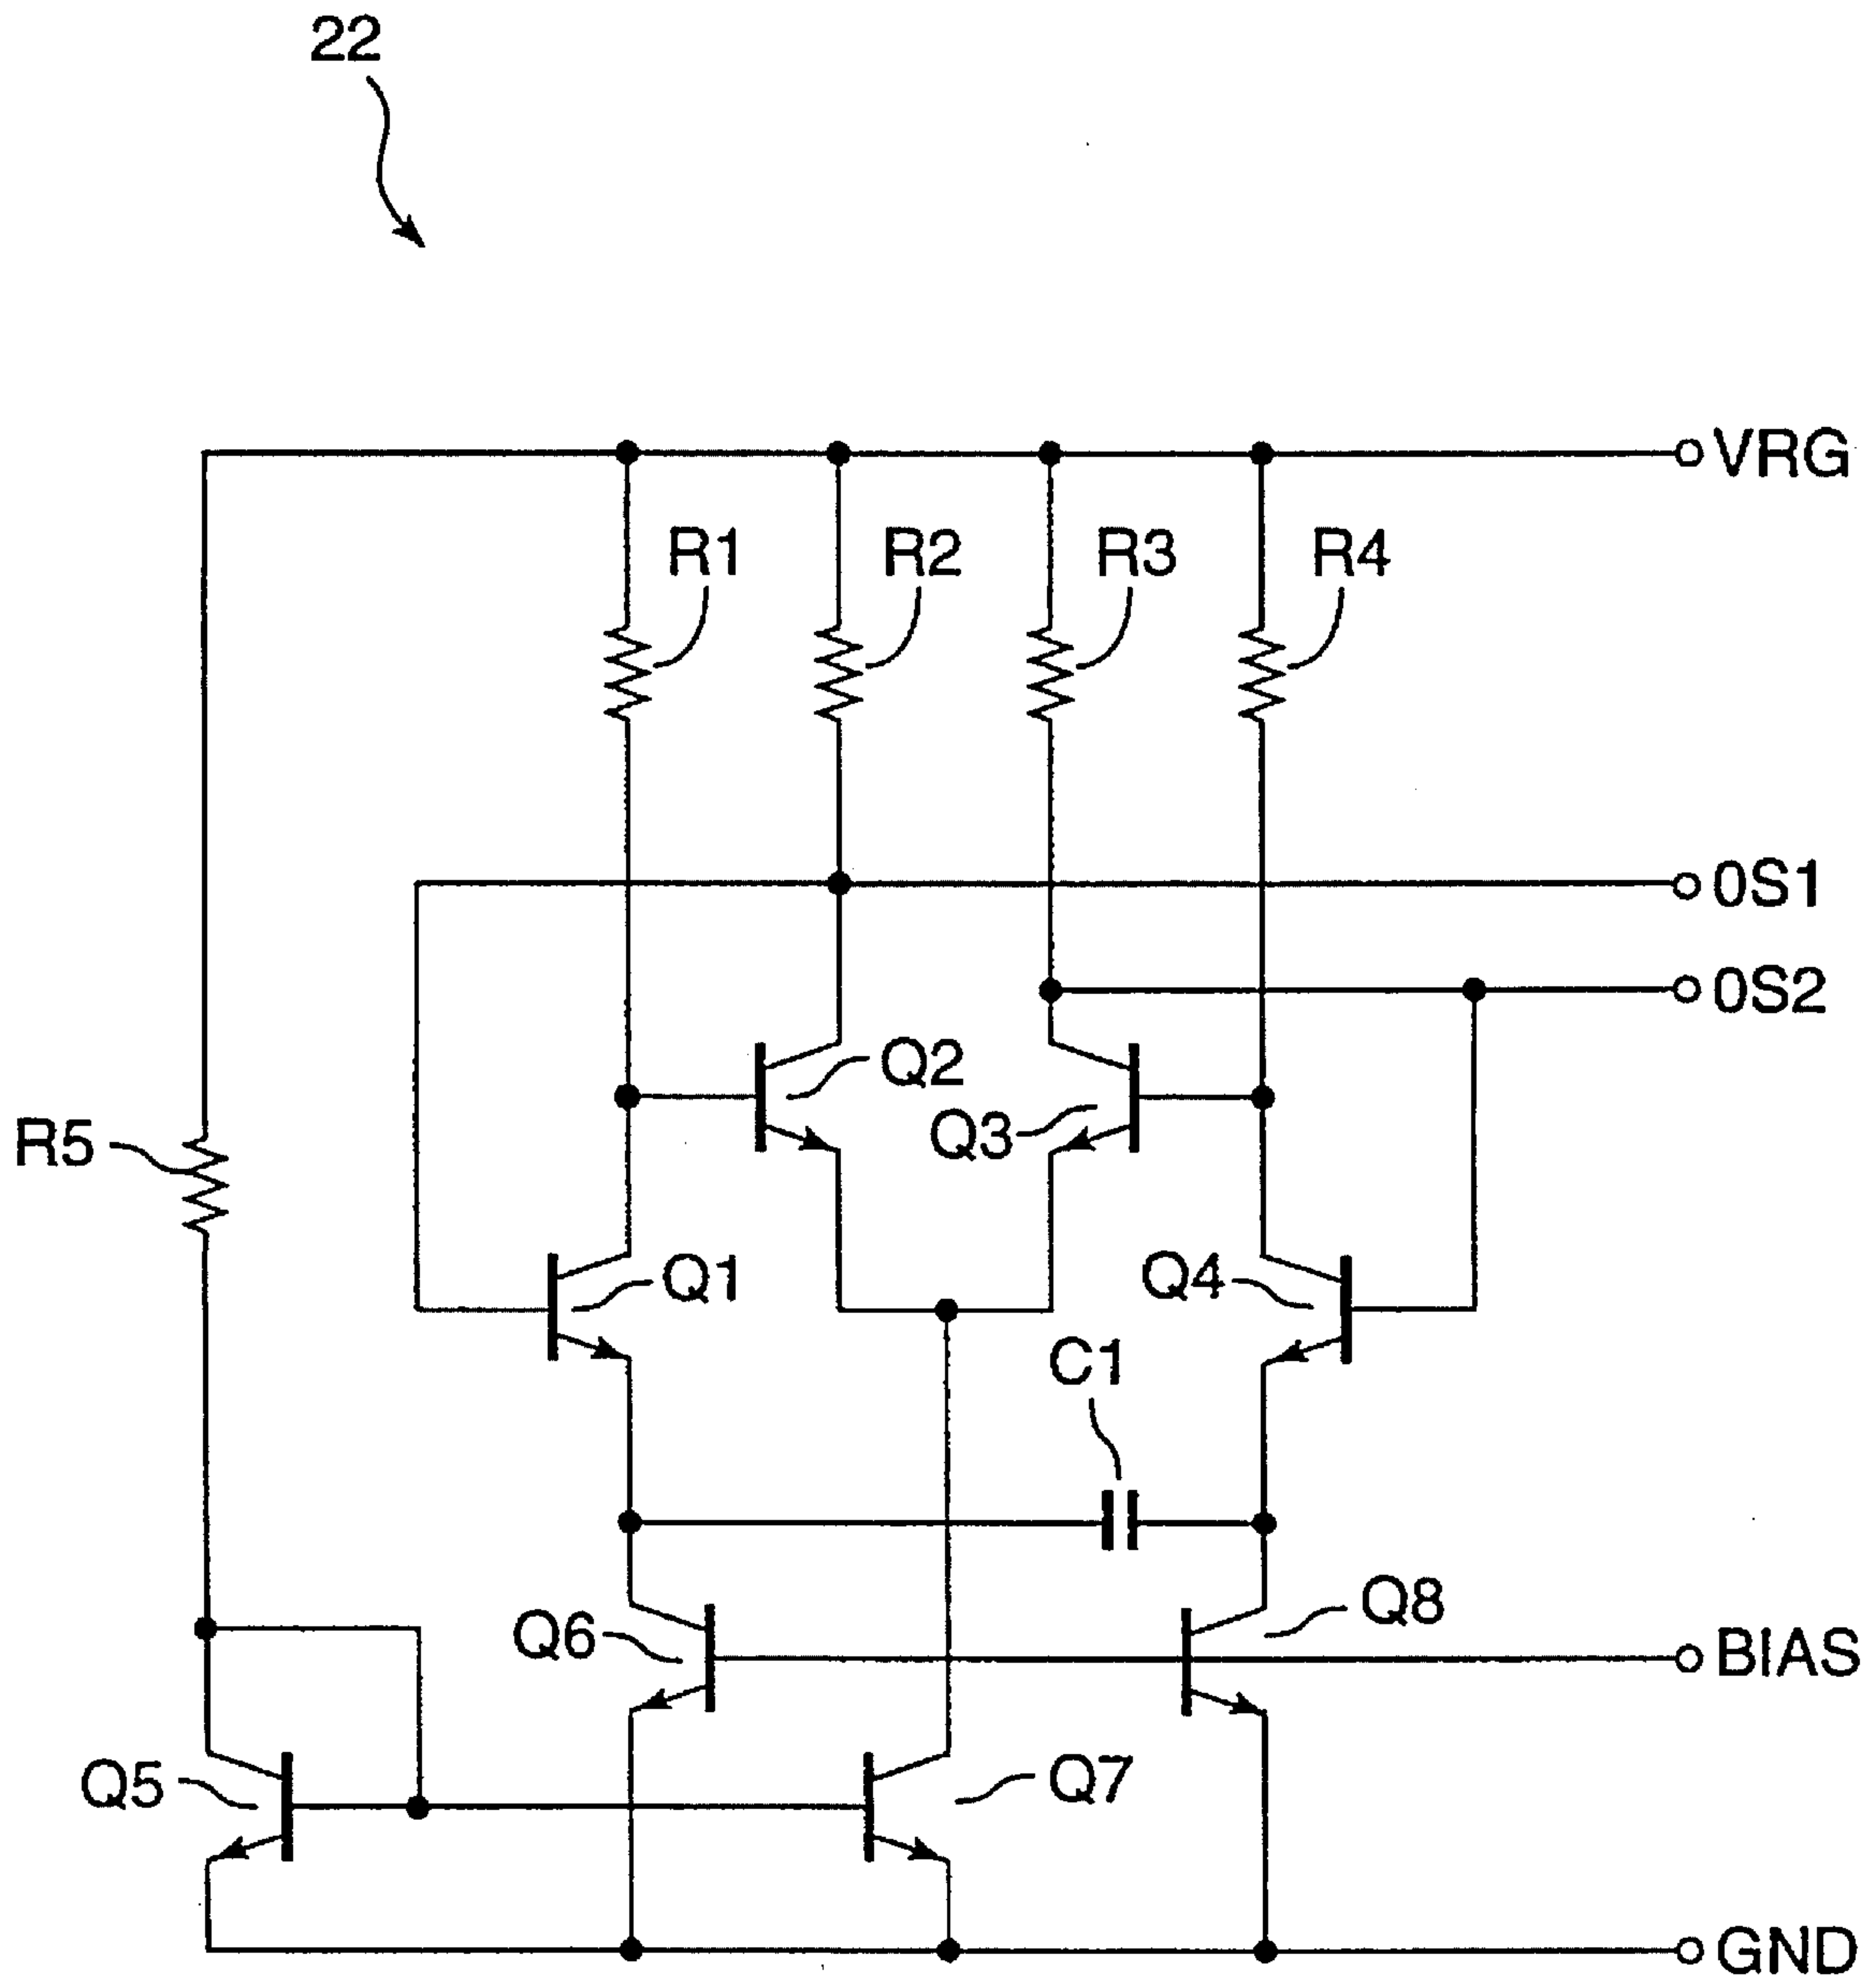 22
VRG
R1 R2 R3 R4
0S1
0S2
Q2
Q3
R5
Q1 Q4
C1
Q6 Q8
BIAS
Q5 Q7
GND